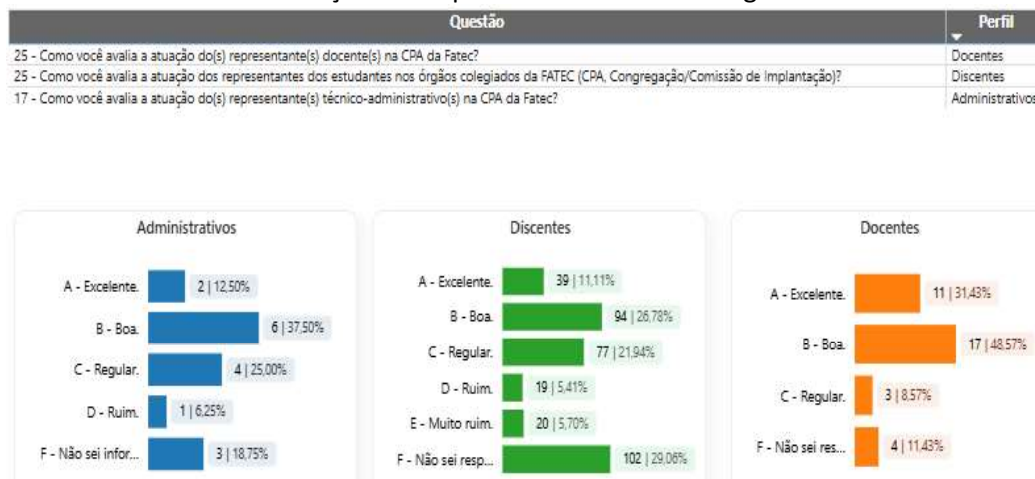 Questão Perfil
25 - Como você avalia a atuação do(s) representante(s) docente(s) na CPA da Fatec? Docentes
25 - Como você avalia a atuação dos representantes dos estudantes nos órgãos colegiados da FATEC (CPA, Congregação/Comissão de Implantação)? Discentes
17 - Como você avalia a atuação do(s) representante(s) técnico-administrativo(s) na CPA da Fatec? Administrativos
Administrativos
A - Excelente. 2 | 12,50%
B - Boa. 6 | 37,50%
C - Regular. 4 | 25,00%
D - Ruim. 1 | 6,25%
F - Não sei infor... 3 | 18,75%
Discentes
A - Excelente. 39 | 11,11%
B - Boa. 94 | 26,78%
C - Regular. 77 | 21,94%
D - Ruim. 19 | 5,41%
E - Muito ruim. 20 | 5,70%
F - Não sei resp... 102 | 29,06%
Docentes
A - Excelente. 11 | 31,43%
B - Boa. 17 | 48,57%
C - Regular. 3 | 8,57%
F - Não sei res... 4 | 11,43%